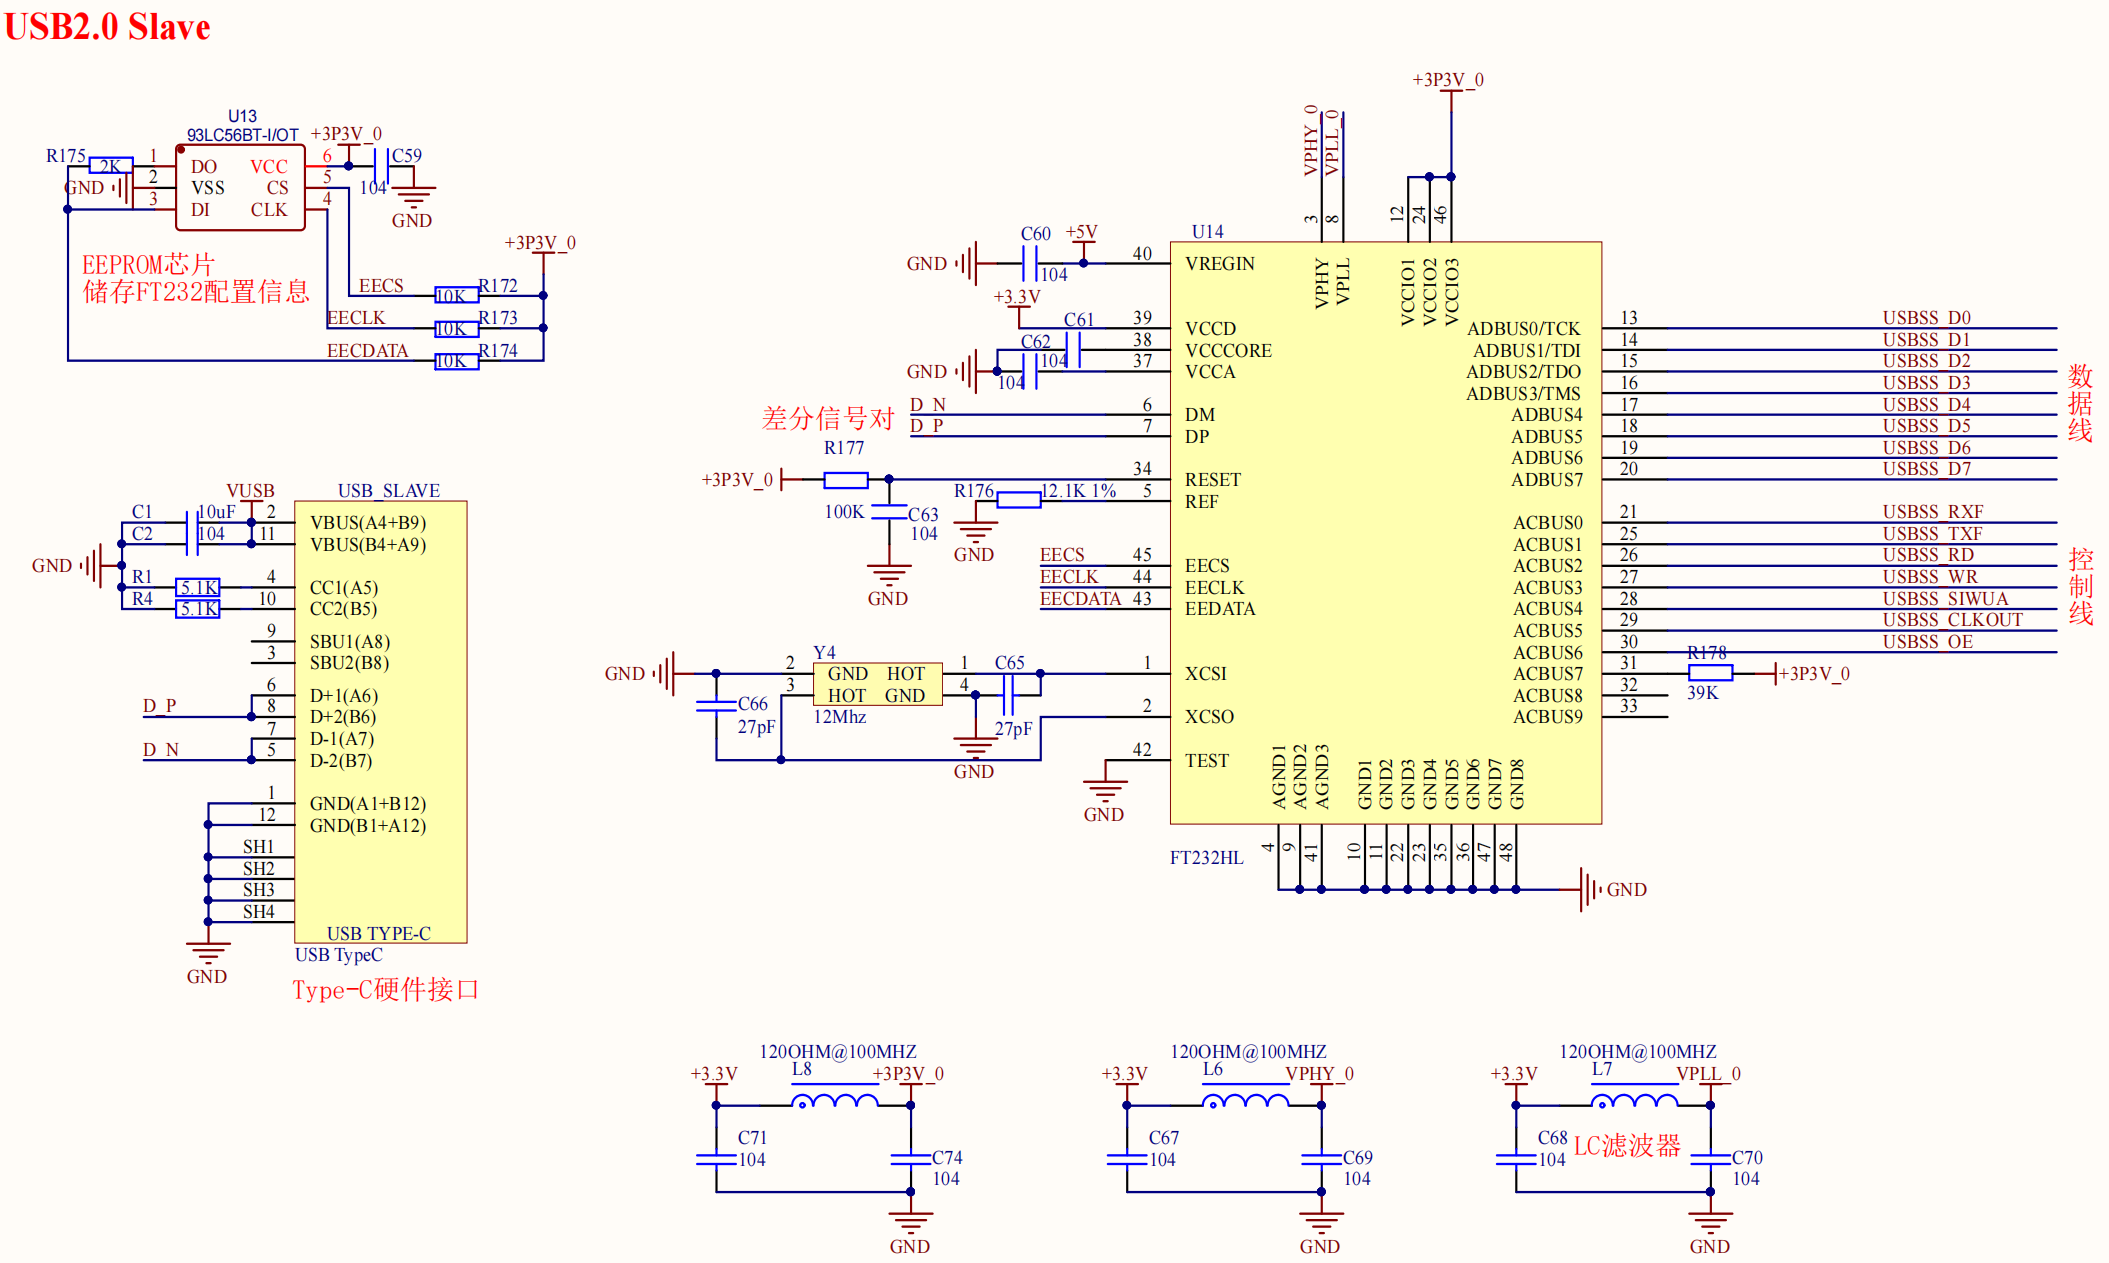 USB2.0 Slave
U13
93LC56BT-I/OT
+3P3V_0
R175
2K
1
DO
VCC
6
C59
104
GND
2
VSS
CS
5
3
DI
CLK
4
GND
EEPROM芯片
储存FT232配置信息
+3P3V_0
EECS
10K
R172
EECLK
10K
R173
EECDATA
10K
R174
VUSB
USB_SLAVE
C1
10uF
2
VBUS(A4+B9)
C2
104
11
VBUS(B4+A9)
GND
R1
5.1K
4
CC1(A5)
R4
5.1K
10
CC2(B5)
9
SBU1(A8)
3
SBU2(B8)
6
D+1(A6)
D_P
8
D+2(B6)
7
D-1(A7)
D_N
5
D-2(B7)
1
GND(A1+B12)
12
GND(B1+A12)
SH1
SH2
SH3
SH4
USB TYPE-C
USB TypeC
GND
Type-C硬件接口
+3P3V_0
VPHY_0
VPLL_0
3
8
12
24
46
U14
VPHY
VPLL
VCCIO1
VCCIO2
VCCIO3
GND
C60
104
+5V
40
VREGIN
+3.3V
39
VCCD
C61
104
38
VCCCORE
GND
C62
104
37
VCCA
差分信号对
D_N
6
DM
D_P
7
DP
+3P3V_0
R177
100K
34
RESET
R176
12.1K 1%
5
REF
C63
104
GND
GND
EECS
45
EECS
EECLK
44
EECLK
EECDATA
43
EEDATA
GND
Y4
2
GND
HOT
1
3
HOT
GND
4
12Mhz
C65
27pF
C66
27pF
GND
1
XCSI
2
XCSO
42
TEST
GND
ADBUS0/TCK
13
USBSS_D0
ADBUS1/TDI
14
USBSS_D1
ADBUS2/TDO
15
USBSS_D2
ADBUS3/TMS
16
USBSS_D3
ADBUS4
17
USBSS_D4
ADBUS5
18
USBSS_D5
ADBUS6
19
USBSS_D6
ADBUS7
20
USBSS_D7
数据线
ACBUS0
21
USBSS_RXF
ACBUS1
25
USBSS_TXF
ACBUS2
26
USBSS_RD
ACBUS3
27
USBSS_WR
ACBUS4
28
USBSS_SIWUA
ACBUS5
29
USBSS_CLKOUT
ACBUS6
30
USBSS_OE
控制线
ACBUS7
31
R178
39K
+3P3V_0
ACBUS8
32
ACBUS9
33
AGND1
AGND2
AGND3
GND1
GND2
GND3
GND4
GND5
GND6
GND7
GND8
FT232HL
4
9
41
10
11
22
23
35
36
47
48
GND
120OHM@100MHZ
+3.3V
L8
+3P3V_0
C71
104
C74
104
GND
120OHM@100MHZ
+3.3V
L6
VPHY_0
C67
104
C69
104
GND
120OHM@100MHZ
+3.3V
L7
VPLL_0
C68
104
LC滤波器
C70
104
GND